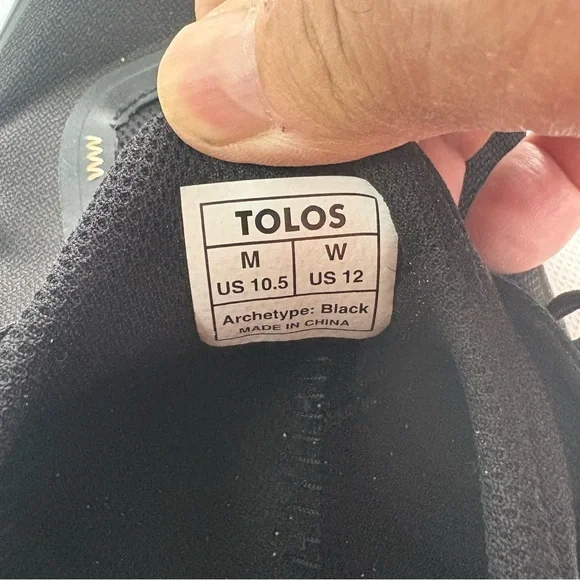 TOLOS
M W
US 10.5 US 12
Archetype: Black
MADE IN CHINA